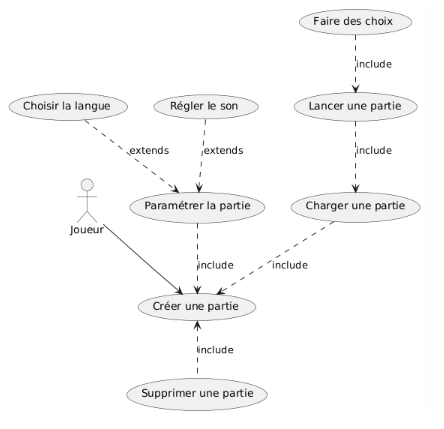 Faire des choix
include
Choisir la langue
Régler le son
Lancer une partie
extends
extends
include
Joueur
Paramétrer la partie
Charger une partie
include
include
Créer une partie
include
Supprimer une partie